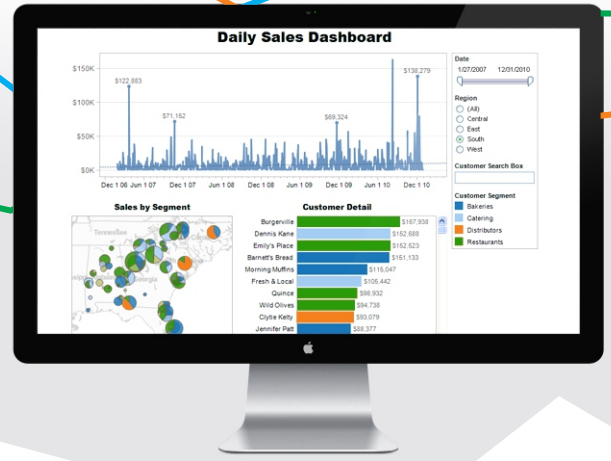 Daily Sales Dashboard
$150K
$100K
$50K
$0K
$122,883
$71,162
$69,324
$138,279
Dec 1 06 Jun 1 07 Dec 1 07 Jun 1 08 Dec 1 08 Jun 1 09 Dec 1 09 Jun 1 10 Dec 1 10
Date
1/27/2007 12/31/2010
Region
(All)
Central
East
South
West
Customer Search Box
Customer Segment
Bakeries
Catering
Distributors
Restaurants
Sales by Segment
Tennessee
Georgia
Customer Detail
Burgerville $167,938
Dennis Kane $152,688
Emily's Place $152,623
Barnett's Bread $151,133
Morning Muffins $116,047
Fresh & Local $105,442
Quince $98,932
Wild Olives $94,738
Clytie Kelty $93,079
Jennifer Patt $88,377